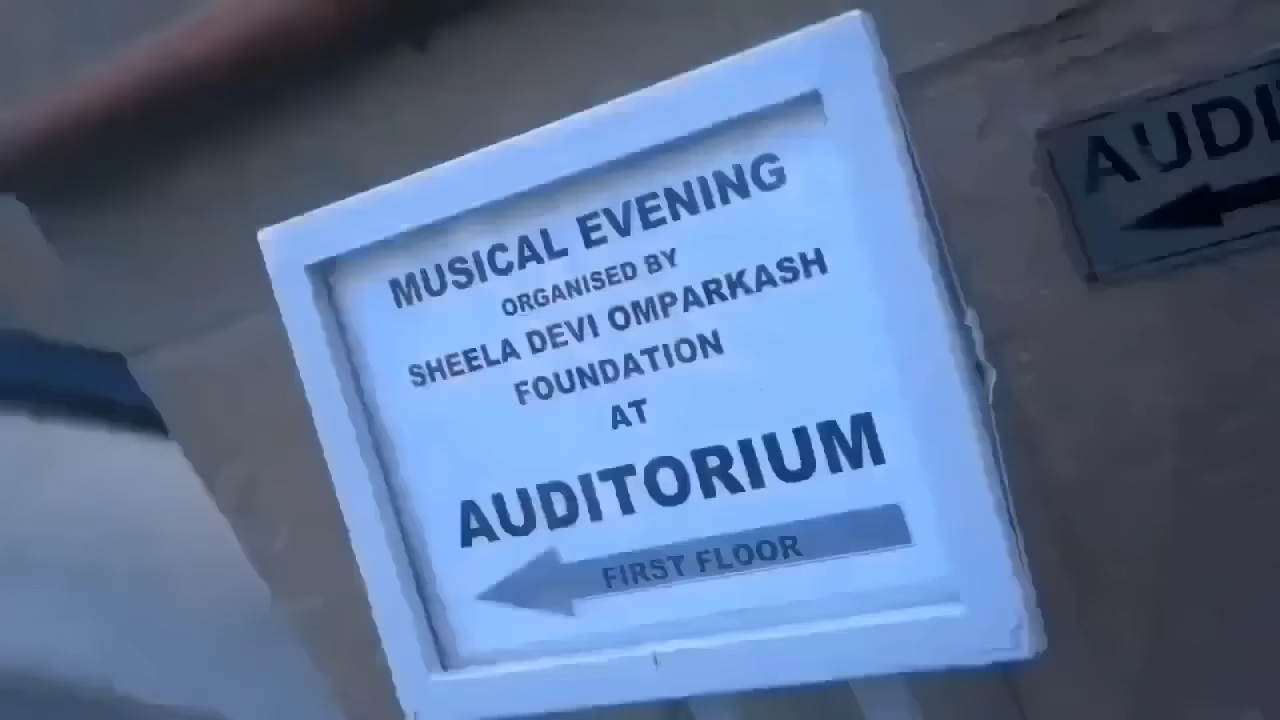 MUSICAL EVENING
ORGANISED BY
SHEELA DEVI OMPARKASH
FOUNDATION
AT
AUDITORIUM
FIRST FLOOR
AUDI